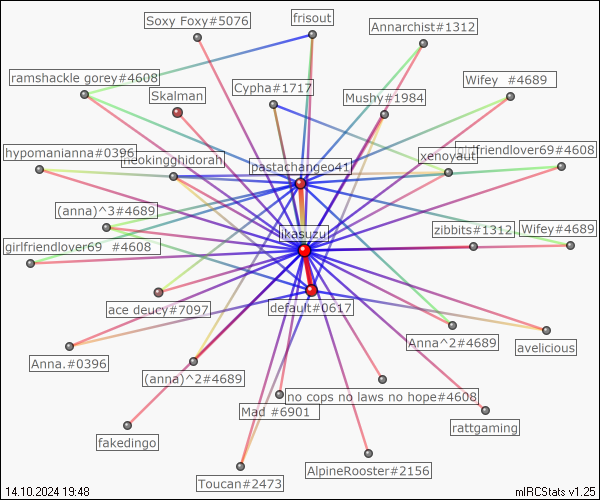 Soxy Foxy#5076
frisout
Annarchist#1312
ramshackle gorey#4608
Skalman
Cypha#1717
Mushy#1984
Wifey #4689
hypomanianna#0396
neokingghidorah
pastachangeo41
xenoyaut
girlfriendlover69#4608
(anna)^3#4689
ikasuzu
zibbits#1312
Wifey#4689
girlfriendlover69 #4608
ace deucy#7097
default#0617
Anna.#0396
(anna)^2#4689
Anna^2#4689
avelicious
no cops no laws no hope#4608
Mad #6901
rattgaming
fakedingo
Toucan#2473
AlpineRooster#2156
14.10.2024 19:48
mIRCStats v1.25